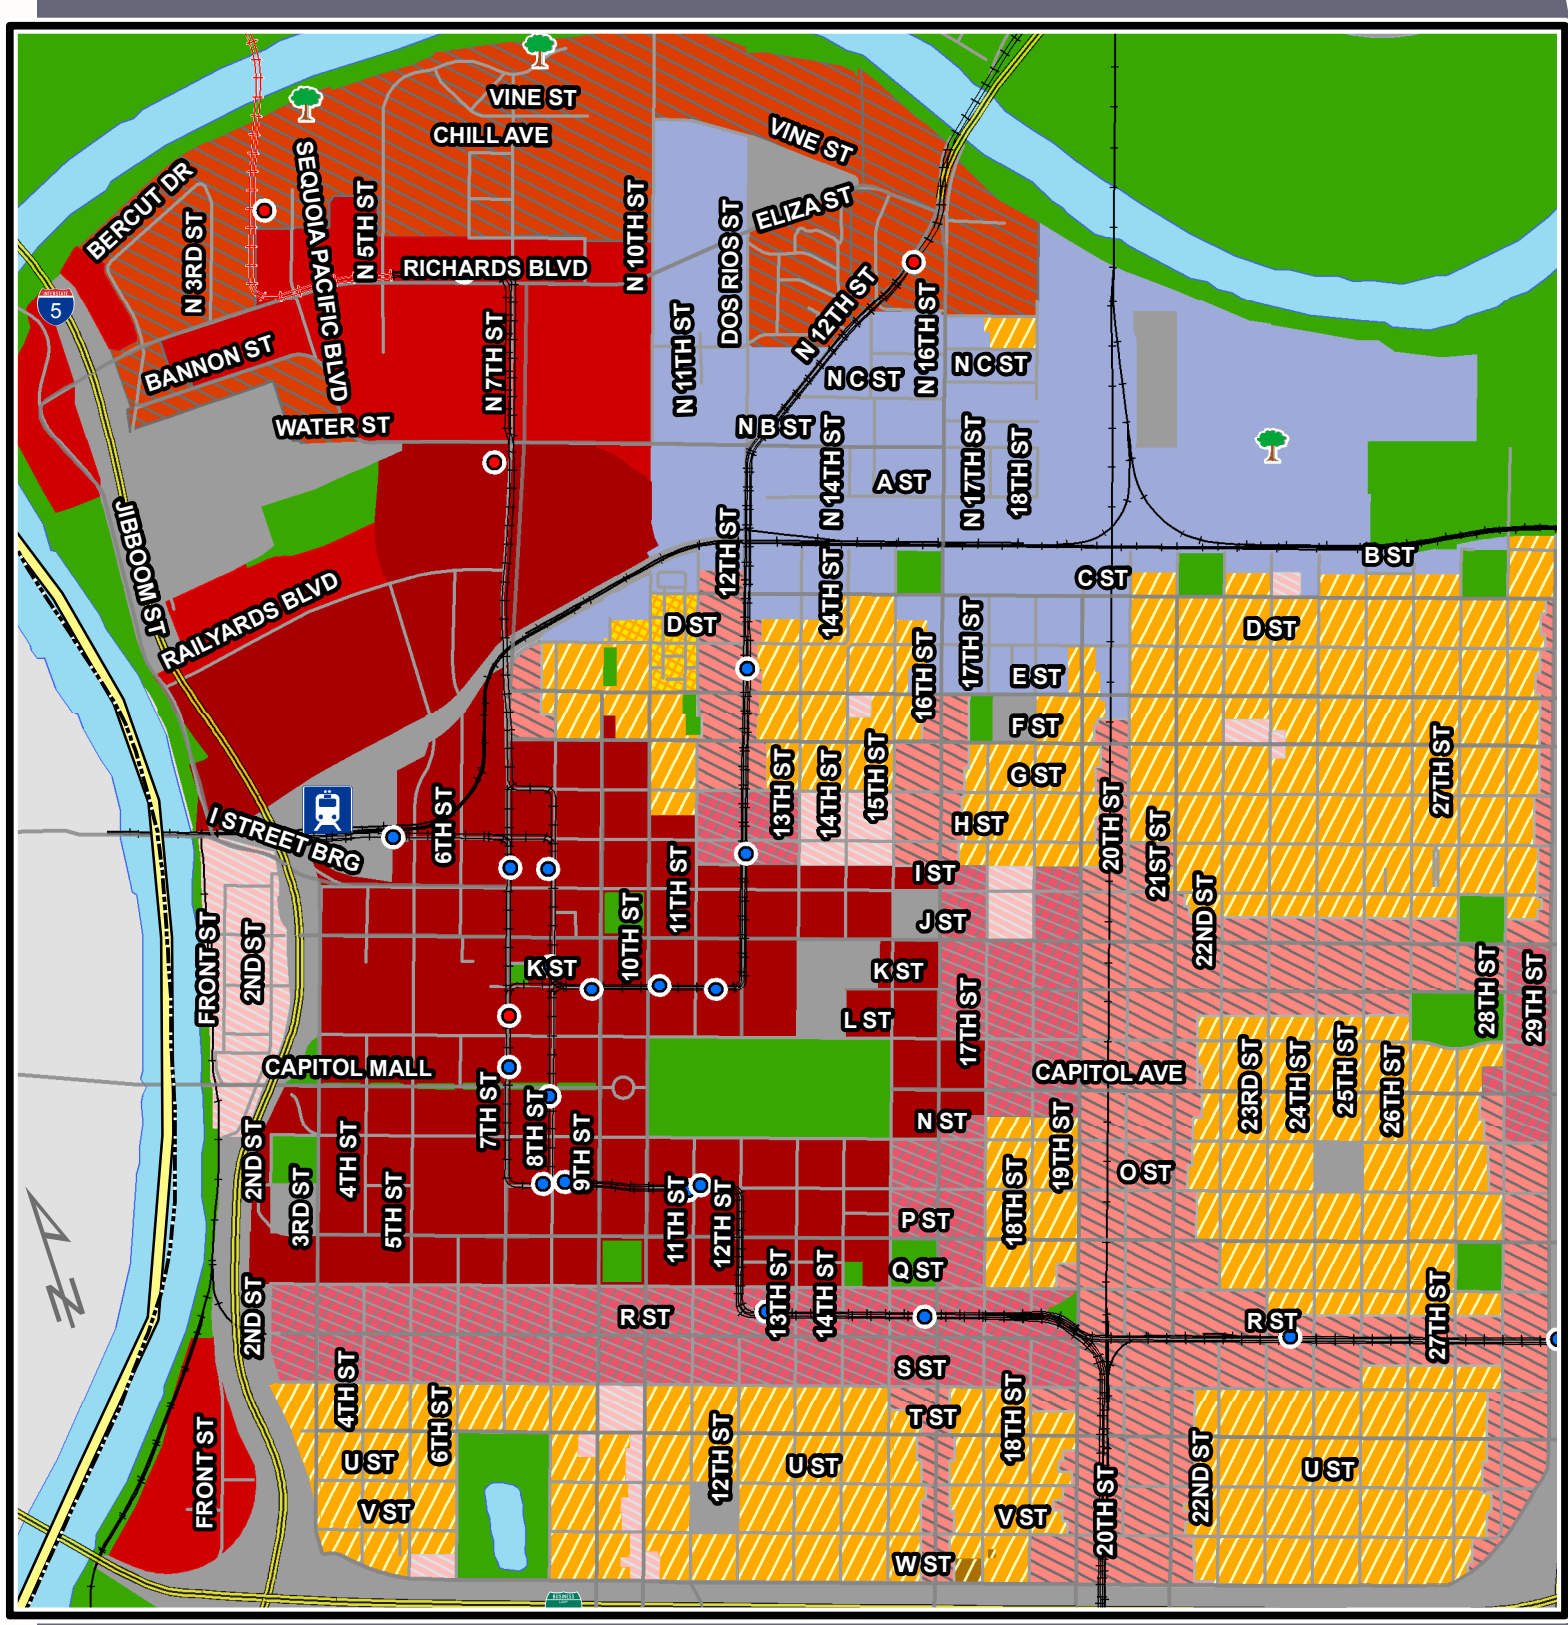 VINE ST
CHILL AVE
VINE ST
BERCUT DR
SEQUOIA PACIFIC BLVD
N 3RD ST
N 5TH ST
N 10TH ST
DOS RIOS ST
ELIZA ST
RICHARDS BLVD
INTERSTATE
5
N 7TH ST
N 11TH ST
N 12TH ST
N 16TH ST
BANNON ST
N C ST
N C ST
WATER ST
N B ST
N 14TH ST
N 17TH ST
18TH ST
A ST
JIBBOOM ST
12TH ST
14TH ST
B ST
C ST
RAILYARDS BLVD
D ST
D ST
16TH ST
17TH ST
E ST
F ST
13TH ST
14TH ST
15TH ST
G ST
20TH ST
27TH ST
I STREET BRG
6TH ST
H ST
21ST ST
11TH ST
I ST
22ND ST
FRONT ST
2ND ST
10TH ST
J ST
K ST
K ST
17TH ST
28TH ST
29TH ST
L ST
CAPITOL MALL
CAPITOL AVE
7TH ST
8TH ST
9TH ST
N ST
19TH ST
23RD ST
24TH ST
25TH ST
26TH ST
2ND ST
3RD ST
4TH ST
5TH ST
11TH ST
12TH ST
18TH ST
O ST
P ST
Q ST
2ND ST
13TH ST
14TH ST
R ST
R ST
27TH ST
S ST
4TH ST
6TH ST
T ST
18TH ST
FRONT ST
U ST
12TH ST
U ST
20TH ST
22ND ST
U ST
V ST
V ST
W ST
BUSINESS
N